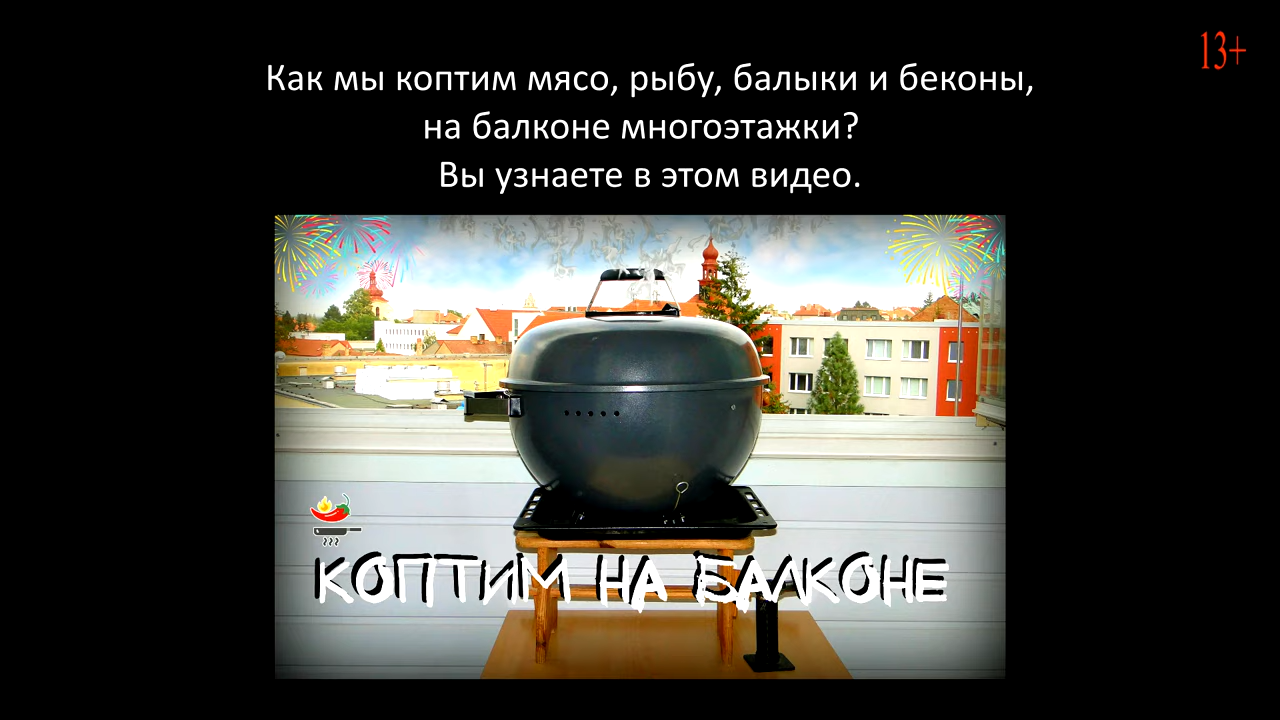 13+
Как мы коптим мясо, рыбу, балыки и беконы,
на балконе многоэтажки?
Вы узнаете в этом видео.
КОПТИМ НА БАЛКОНЕ